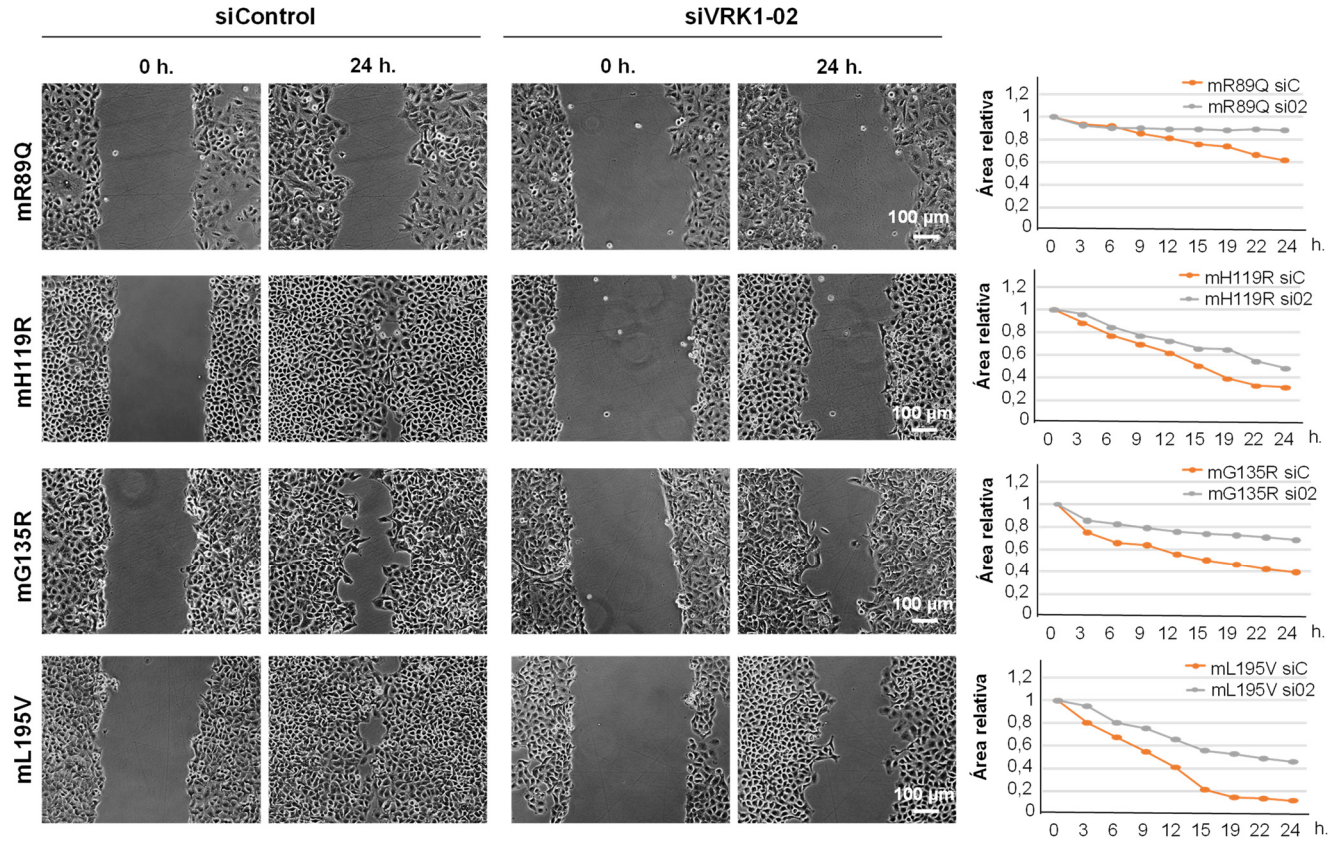 siControl siVRK1-02
0 h. 24 h. 0 h. 24 h.
mR89Q
100 µm
Área relativa
mR89Q siC
mR89Q si02
1,2
1
0,8
0,6
0,4
0,2
0
0 3 6 9 12 15 19 22 24 h.
mH119R
100 µm
Área relativa
mH119R siC
mH119R si02
1,2
1
0,8
0,6
0,4
0,2
0
0 3 6 9 12 15 19 22 24 h.
mG135R
100 µm
Área relativa
mG135R siC
mG135R si02
1,2
1
0,8
0,6
0,4
0,2
0
0 3 6 9 12 15 19 22 24 h.
mL195V
100 µm
Área relativa
mL195V siC
mL195V si02
1,2
1
0,8
0,6
0,4
0,2
0
0 3 6 9 12 15 19 22 24 h.